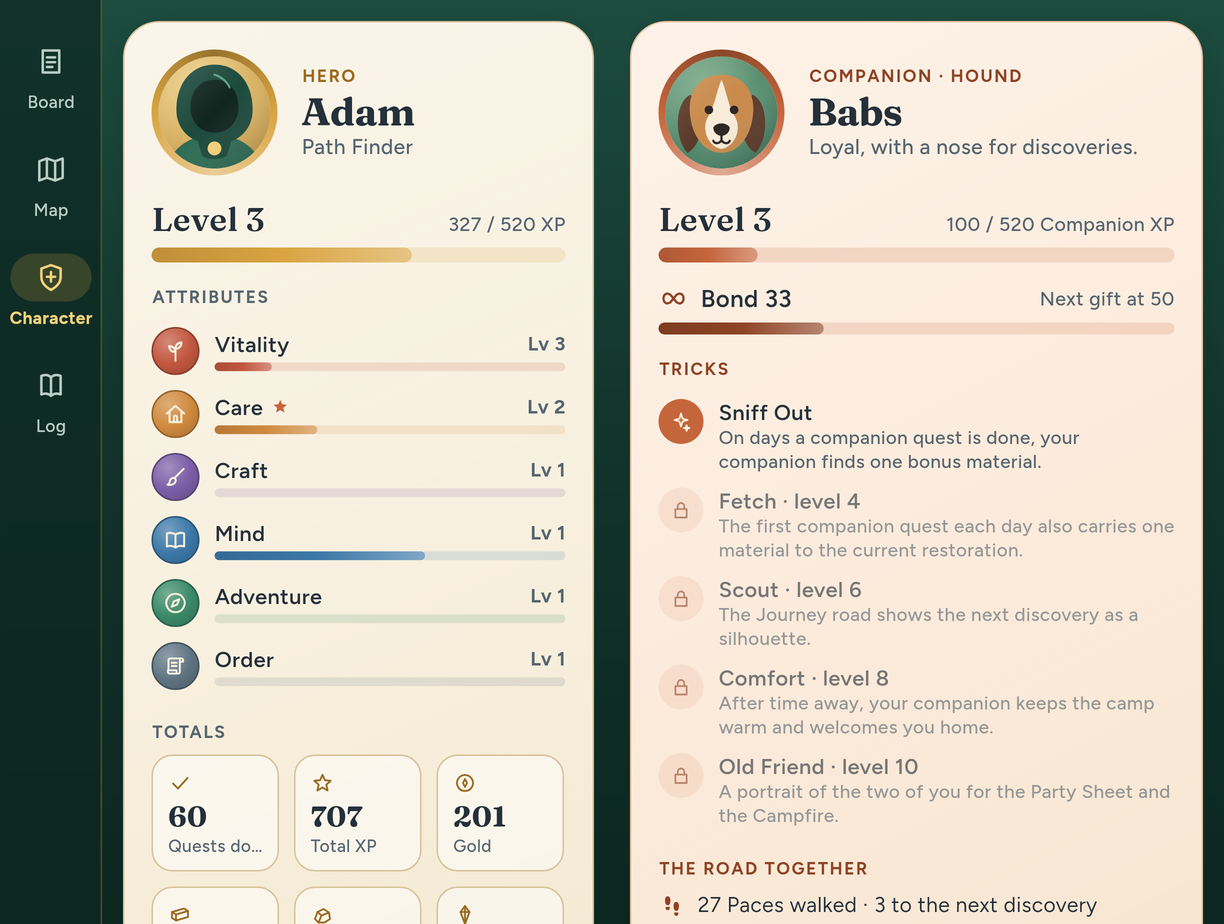 Board
Map
Character
Log
HERO
Adam
Path Finder
Level 3
327 / 520 XP
ATTRIBUTES
Vitality
Lv 3
Care
Lv 2
Craft
Lv 1
Mind
Lv 1
Adventure
Lv 1
Order
Lv 1
TOTALS
60
Quests do...
707
Total XP
201
Gold
COMPANION · HOUND
Babs
Loyal, with a nose for discoveries.
Level 3
100 / 520 Companion XP
Bond 33
Next gift at 50
TRICKS
Sniff Out
On days a companion quest is done, your
companion finds one bonus material.
Fetch · level 4
The first companion quest each day also carries one
material to the current restoration.
Scout · level 6
The Journey road shows the next discovery as a
silhouette.
Comfort · level 8
After time away, your companion keeps the camp
warm and welcomes you home.
Old Friend · level 10
A portrait of the two of you for the Party Sheet and
the Campfire.
THE ROAD TOGETHER
27 Paces walked · 3 to the next discovery